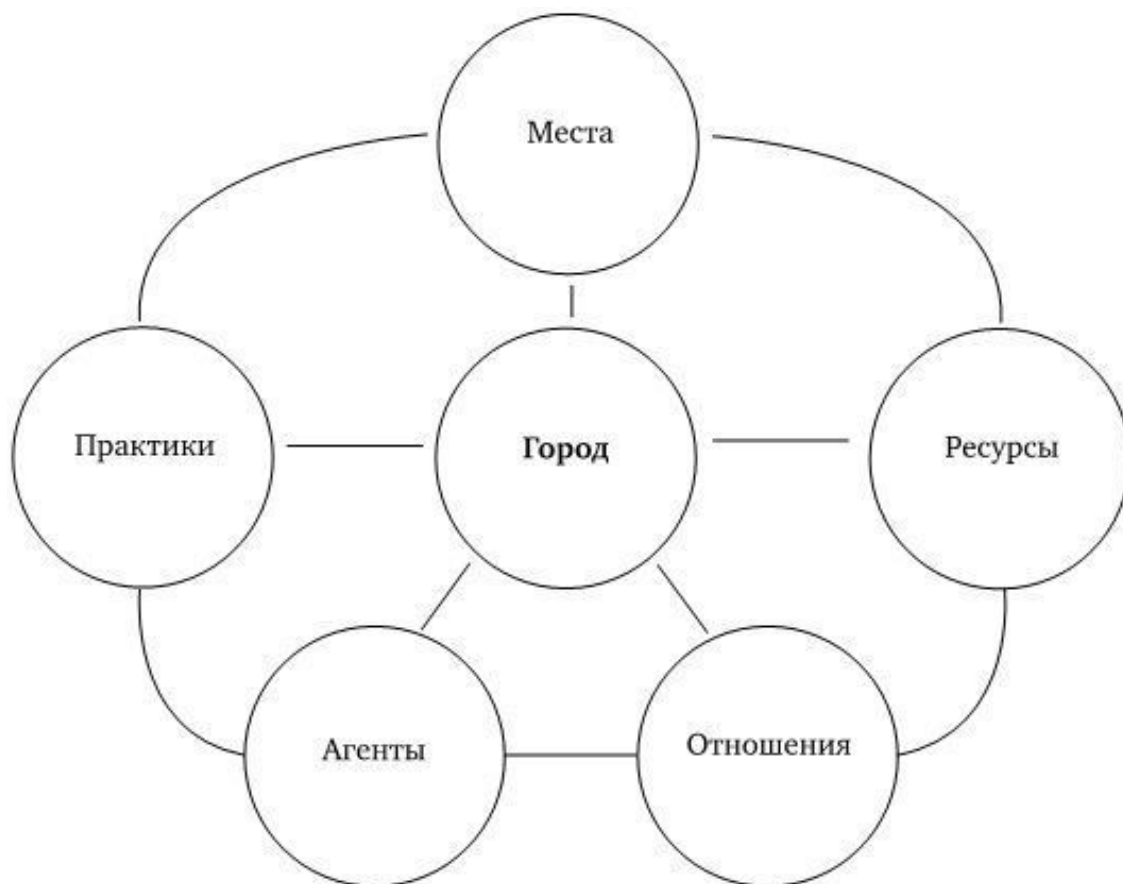 Места
Практики
Город
Ресурсы
Агенты
Отношения